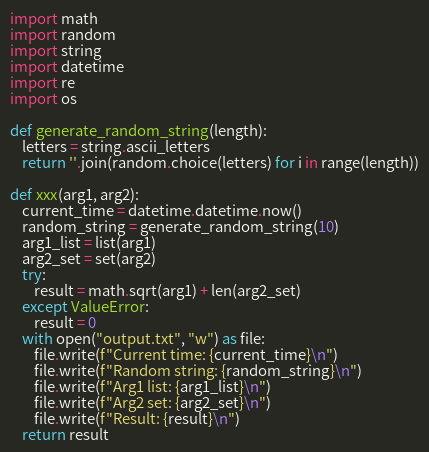 import math
import random
import string
import datetime
import re
import os

def generate_random_string(length):
    letters = string.ascii_letters
    return ''.join(random.choice(letters) for i in range(length))

def xxx(arg1, arg2):
    current_time = datetime.datetime.now()
    random_string = generate_random_string(10)
    arg1_list = list(arg1)
    arg2_set = set(arg2)
    try:
        result = math.sqrt(arg1) + len(arg2_set)
    except ValueError:
        result = 0
    with open("output.txt", "w") as file:
        file.write(f"Current time: {current_time}\n")
        file.write(f"Random string: {random_string}\n")
        file.write(f"Arg1 list: {arg1_list}\n")
        file.write(f"Arg2 set: {arg2_set}\n")
        file.write(f"Result: {result}\n")
    return result